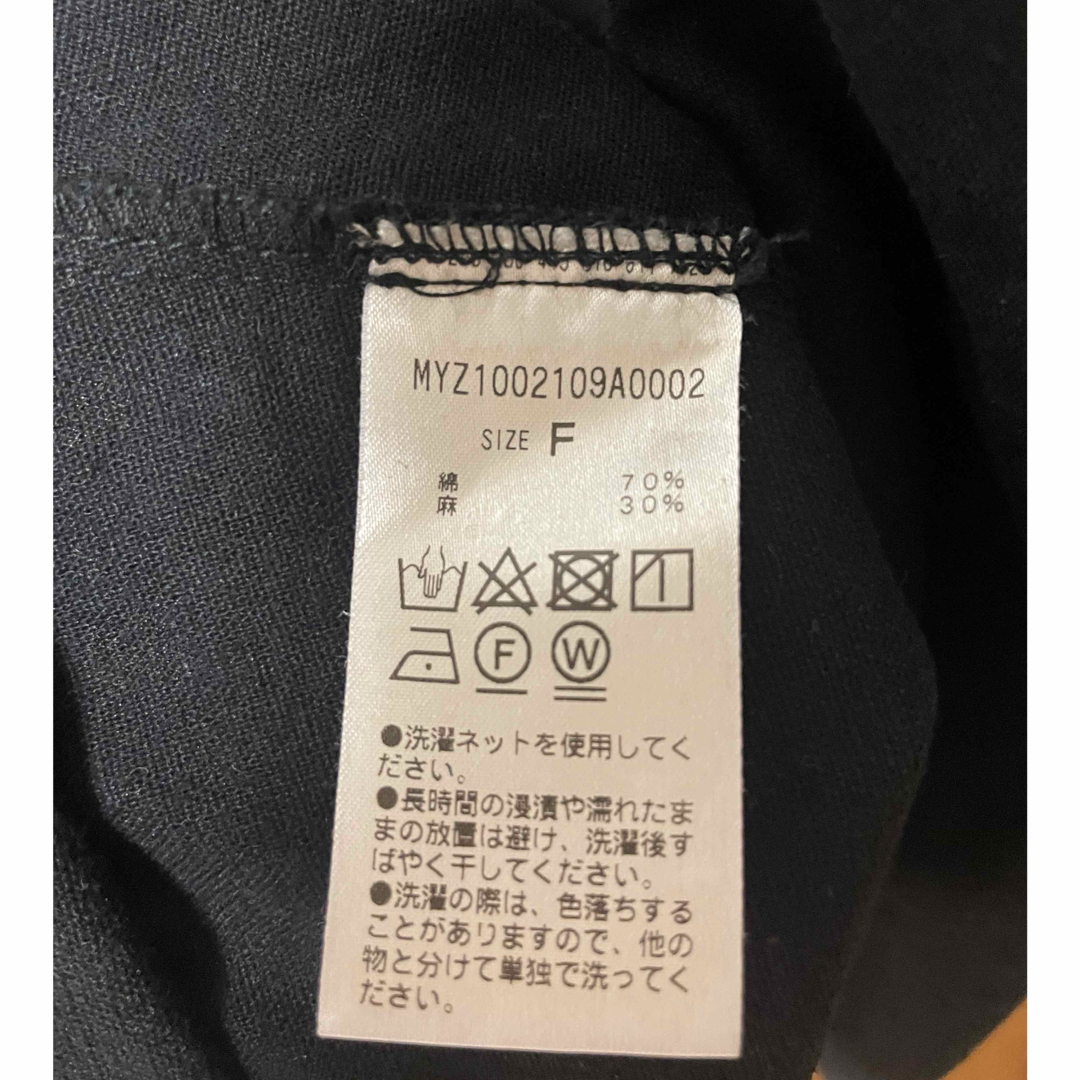 MYZ1002109A0002
SIZE F
綿 70%
麻 30%
F W
●洗濯ネットを使用してく
ださい。
●長時間の浸漬や濡れたま
まの放置は避け、洗濯後す
ばやく干してください。
●洗濯の際は、色落ちする
ことがありますので、他の
物と分けて単独で洗ってく
ださい。